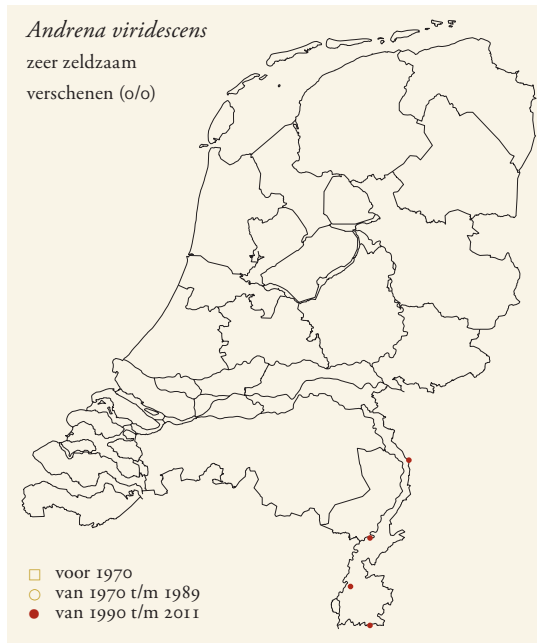 Andrena viridescens
zeer zeldzaam
verschenen (0/0)
voor 1970
van 1970 t/m 1989
van 1990 t/m 2011